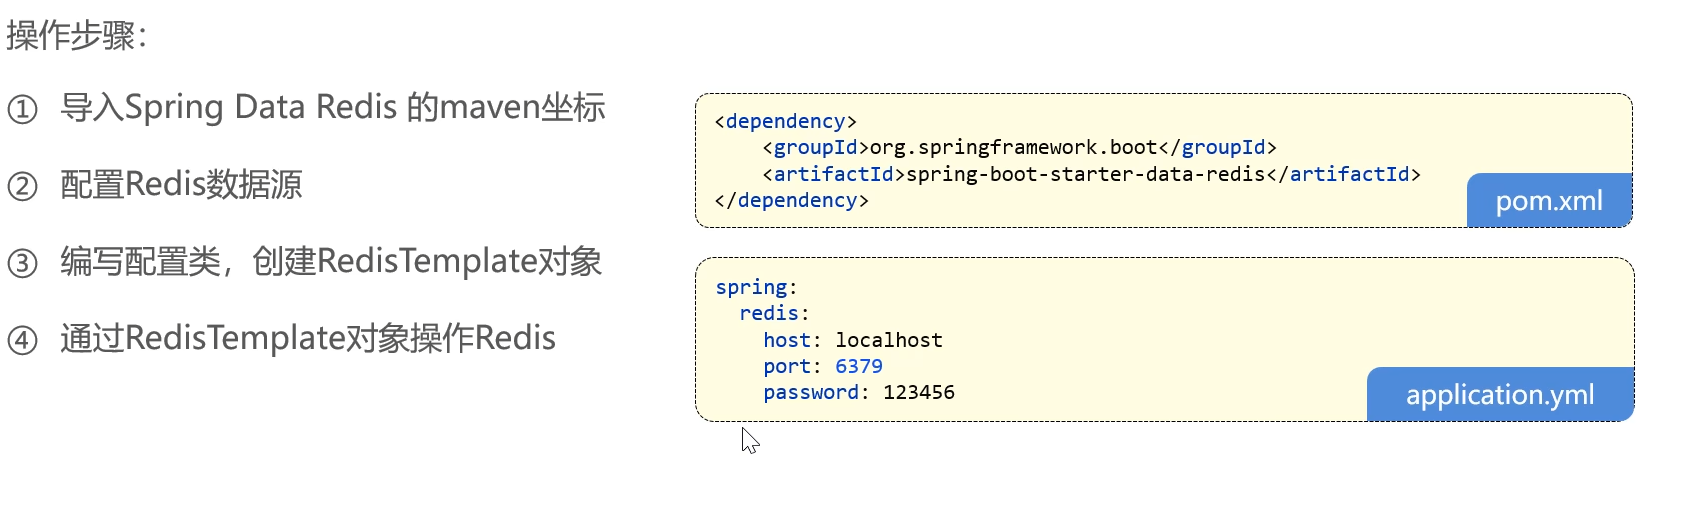 操作步骤：
① 导入Spring Data Redis 的maven坐标
② 配置Redis数据源
③ 编写配置类，创建RedisTemplate对象
④ 通过RedisTemplate对象操作Redis
<dependency>
    <groupId>org.springframework.boot</groupId>
    <artifactId>spring-boot-starter-data-redis</artifactId>
</dependency>
pom.xml
spring:
  redis:
    host: localhost
    port: 6379
    password: 123456
application.yml